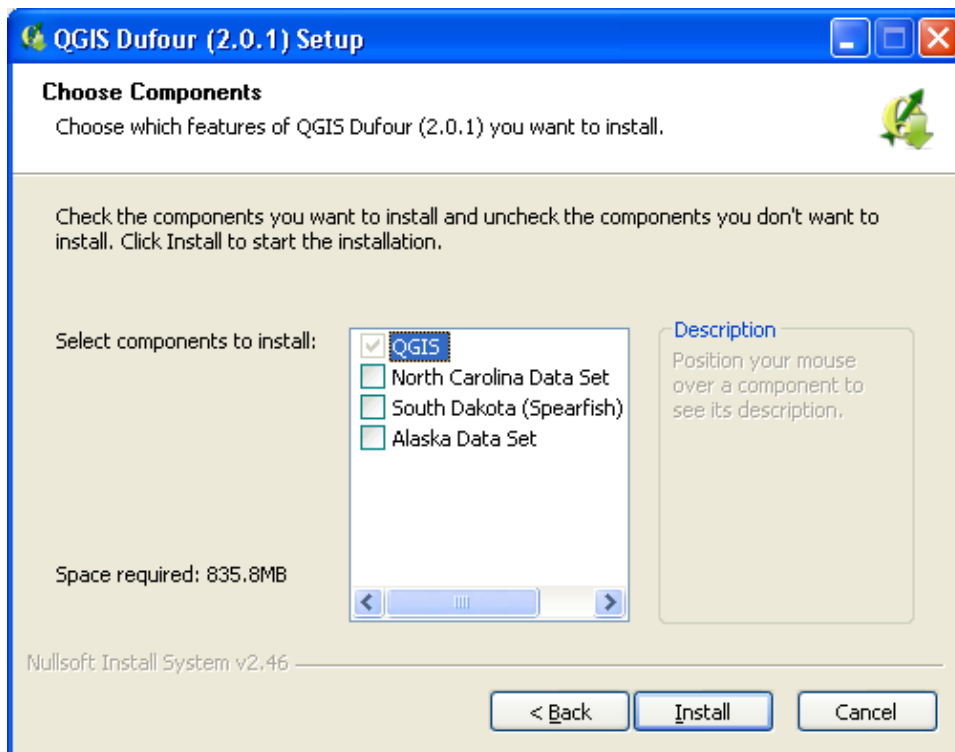 QGIS Dufour (2.0.1) Setup
Choose Components
Choose which features of QGIS Dufour (2.0.1) you want to install.
Check the components you want to install and uncheck the components you don't want to
install. Click Install to start the installation.
Select components to install:
QGIS
North Carolina Data Set
South Dakota (Spearfish)
Alaska Data Set
Description
Position your mouse
over a component to
see its description.
Space required: 835.8MB
Nullsoft Install System v2.46
< Back
Install
Cancel